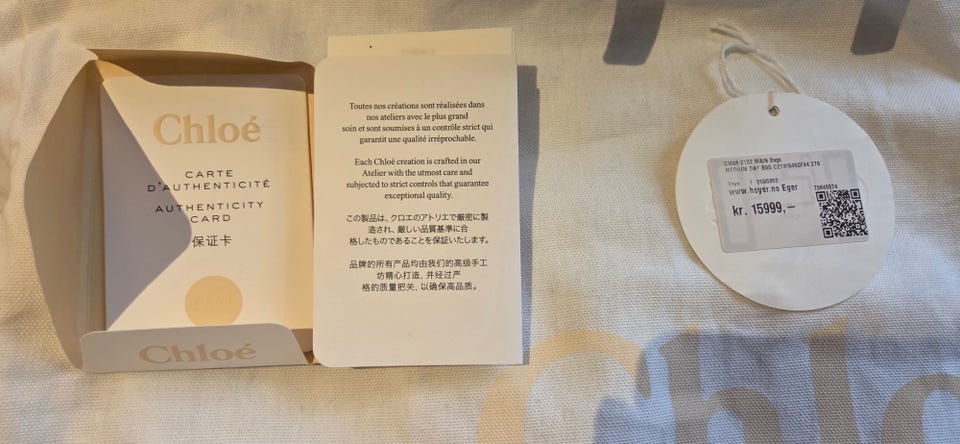 Chloé
CARTE
D'AUTHENTICITÉ
AUTHENTICITY
CARD
保证卡
Chloé
Toutes nos créations sont réalisées dans
nos ateliers avec le plus grand
soin et sont soumises à un contrôle strict qui
garantit une qualité irréprochable.
Each Chloé creation is crafted in our
Atelier with the utmost care and
subjected to strict controls that guarantee
exceptional quality.
この製品は、クロエのアトリエで厳密に製
造され、厳しい品質基準に合
格したものであることを保証いたします。
品牌的所有产品均由我们的高级手工
坊精心打造，并经过严
格的质量把关，以确保高品质。
MAIN Bags
MEDIUM DAY BAG
www.hoyer.no Eger
kr. 15999,-
Chlo